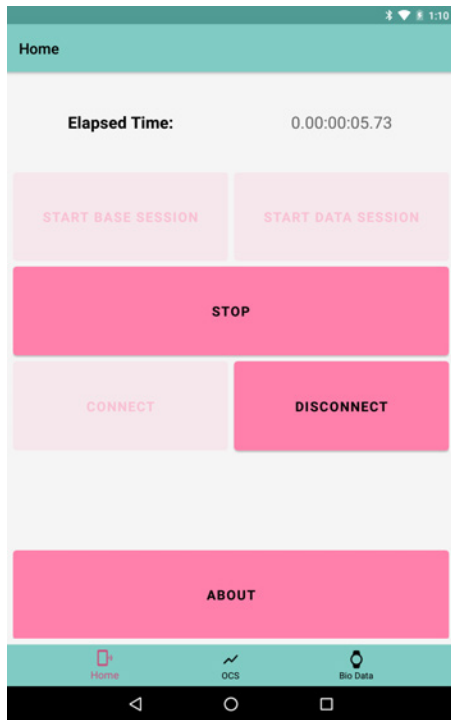 1:10
Home
Elapsed Time: 0.00:00:05.73
START BASE SESSION START DATA SESSION
STOP
CONNECT DISCONNECT
ABOUT
Home OCS Bio Data